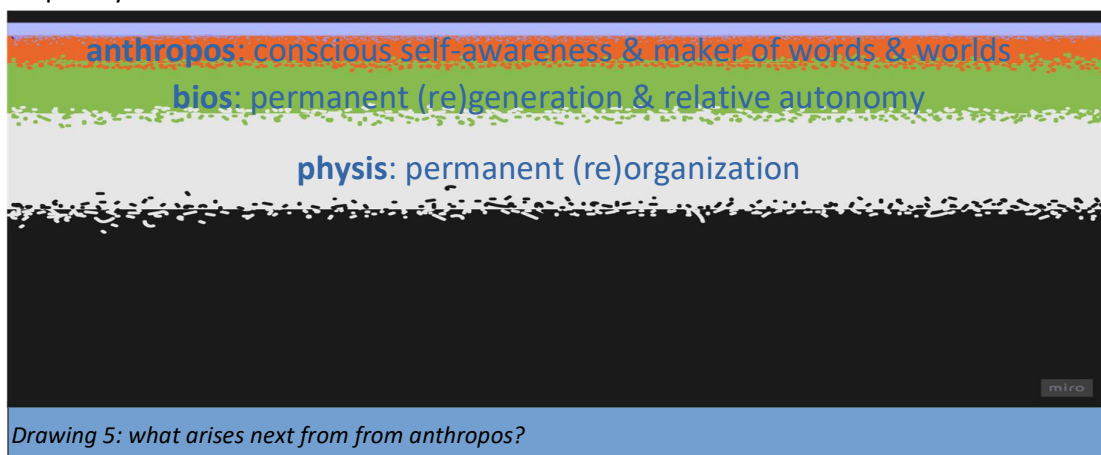 anthropos: conscious self-awareness & maker of words & worlds
bios: permanent (re)generation & relative autonomy
physis: permanent (re)organization
miro
Drawing 5: what arises next from from anthropos?